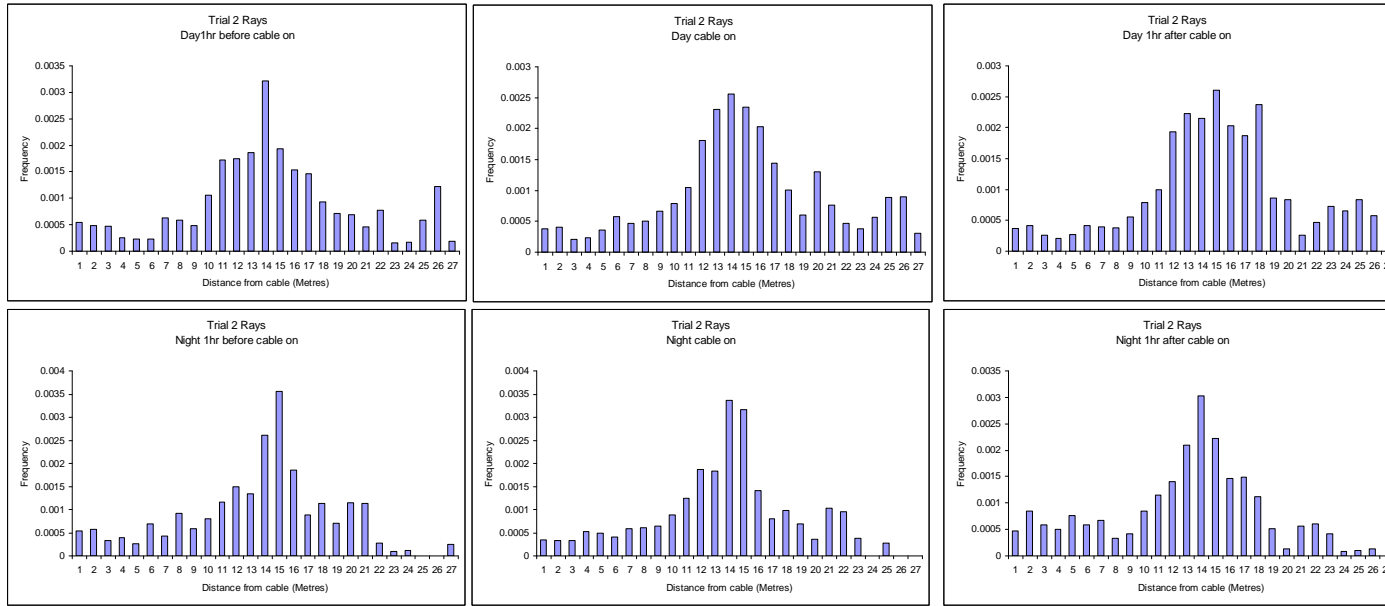 Trial 2 Rays
Day1hr before cable on
0.0035
0.003
0.0025
0.002
0.0015
0.001
0.0005
0
Frequency
1 2 3 4 5 6 7 8 9 10 11 12 13 14 15 16 17 18 19 20 21 22 23 24 25 26 27
Distance from cable (Metres)
Trial 2 Rays
Day cable on
0.003
0.0025
0.002
0.0015
0.001
0.0005
0
Frequency
1 2 3 4 5 6 7 8 9 10 11 12 13 14 15 16 17 18 19 20 21 22 23 24 25 26 27
Distance from cable (Metres)
Trial 2 Rays
Day 1hr after cable on
0.003
0.0025
0.002
0.0015
0.001
0.0005
0
Frequency
1 2 3 4 5 6 7 8 9 10 11 12 13 14 15 16 17 18 19 20 21 22 23 24 25 26
Distance from cable (Metres)
Trial 2 Rays
Night 1hr before cable on
0.004
0.0035
0.003
0.0025
0.002
0.0015
0.001
0.0005
0
Frequency
1 2 3 4 5 6 7 8 9 10 11 12 13 14 15 16 17 18 19 20 21 22 23 24 25 26 27
Distance from cable (Metres)
Trial 2 Rays
Night cable on
0.004
0.0035
0.003
0.0025
0.002
0.0015
0.001
0.0005
0
Frequency
1 2 3 4 5 6 7 8 9 10 11 12 13 14 15 16 17 18 19 20 21 22 23 24 25 26 27
Distance from cable (Metres)
Trial 2 Rays
Night 1hr after cable on
0.0035
0.003
0.0025
0.002
0.0015
0.001
0.0005
0
Frequency
1 2 3 4 5 6 7 8 9 10 11 12 13 14 15 16 17 18 19 20 21 22 23 24 25 26
Distance from cable (Metres)